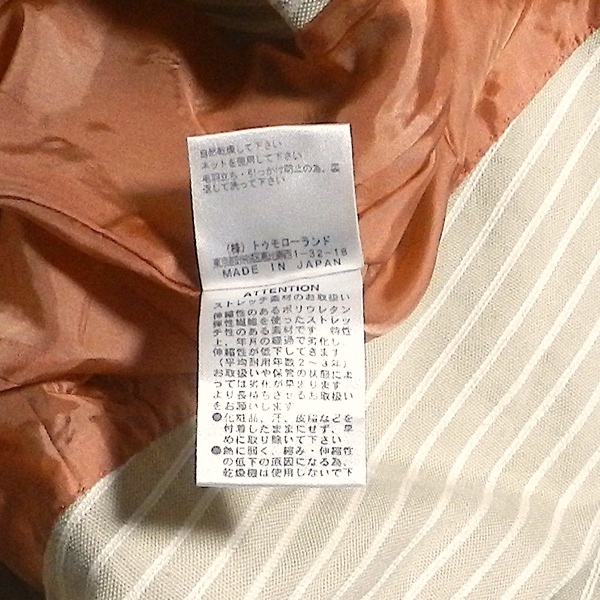 自然乾燥して下さい
ネットを使用して下さい
毛羽立ち・引っかけ防止の為、裏
返して洗って下さい
(株)トゥモローランド
1-32-18
MADE IN JAPAN
ATTENTION
ストレッチ素材のお取扱い
伸縮性のあるポリウレタン
弾性繊維を使ったストレッ
チ性のある素材です 特性
上、年月の経過で劣化し、
伸縮性が低下してきます
(平均耐用年数2~3年)
お取扱いや保管の状態によ
っては劣化が早まります
より長持ちさせるお取扱い
をお願いします
●化粧品、汗、皮脂などを
付着したままにせず、早
めに取り除いて下さい
●熱に弱く、縮み・伸縮性
の低下の原因になる為、
乾燥機は使用しないで下